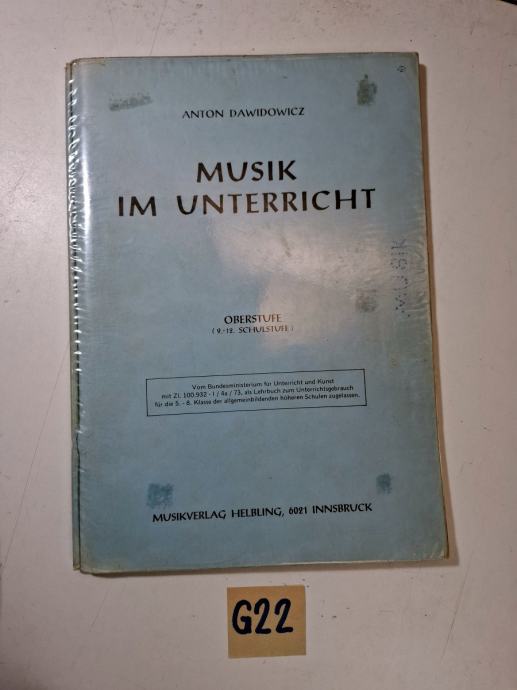 ANTON DAWIDOWICZ
MUSIK
IM UNTERRICHT
MUSIK
OBERSTUFE
( 9.-12. SCHULSTUFE )
Vom Bundesministerium für Unterricht und Kunst
mit Zl. 100.932 - I / 4a / 73, als Lehrbuch zum Unterrichtsgebrauch
für die 5. - 8. Klasse der allgemeinbildenden höheren Schulen zugelassen.
MUSIKVERLAG HELBLING, 6021 INNSBRUCK
G22